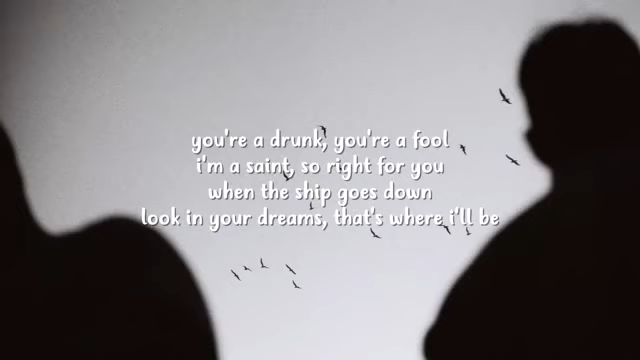 you're a drunk, you're a fool
i'm a saint, so right for you
when the ship goes down
look in your dreams, that's where i'll be